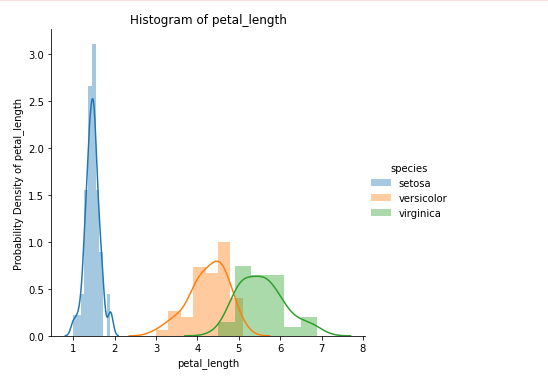 Histogram of petal_length
Probability Density of petal_length
3.0
2.5
2.0
1.5
1.0
0.5
0.0
1 2 3 4 5 6 7 8
petal_length
species
setosa
versicolor
virginica